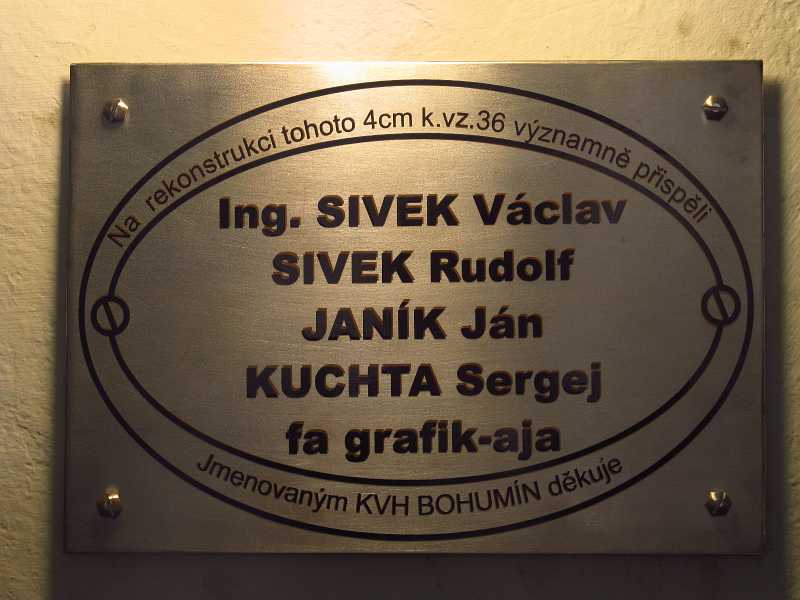 Na rekonstrukci tohoto 4cm k.vz.36 významně přispěli
Ing. SIVEK Václav
SIVEK Rudolf
JANÍK Ján
KUCHTA Sergej
fa grafik-aja
Jmenovaným KVH BOHUMÍN děkuje